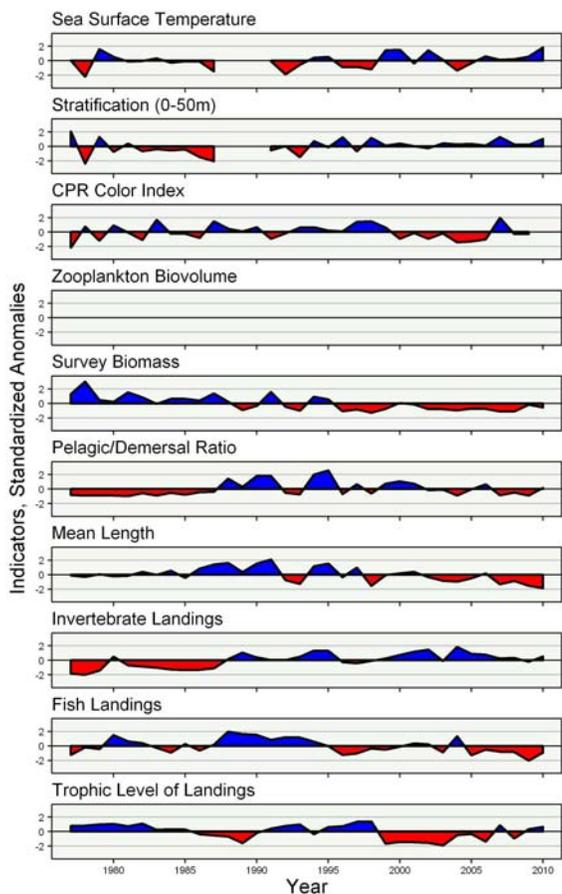 Sea Surface Temperature
2
0
-2
Stratification (0-50m)
2
0
-2
CPR Color Index
2
0
-2
Zooplankton Biovolume
2
0
-2
Survey Biomass
2
0
-2
Pelagic/Demersal Ratio
2
0
-2
Mean Length
2
0
-2
Invertebrate Landings
2
0
-2
Fish Landings
2
0
-2
Trophic Level of Landings
2
0
-2
1980 1985 1990 1995 2000 2005 2010
Year
Indicators, Standardized Anomalies